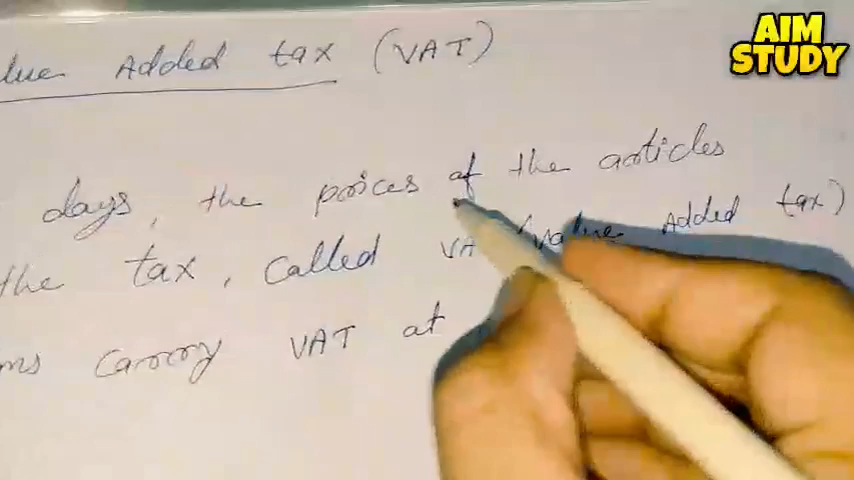 lue Added tax (VAT)
AIM
STUDY
days, the prices of the articles
the tax, called VA (value Added tax)
ms carry VAT at